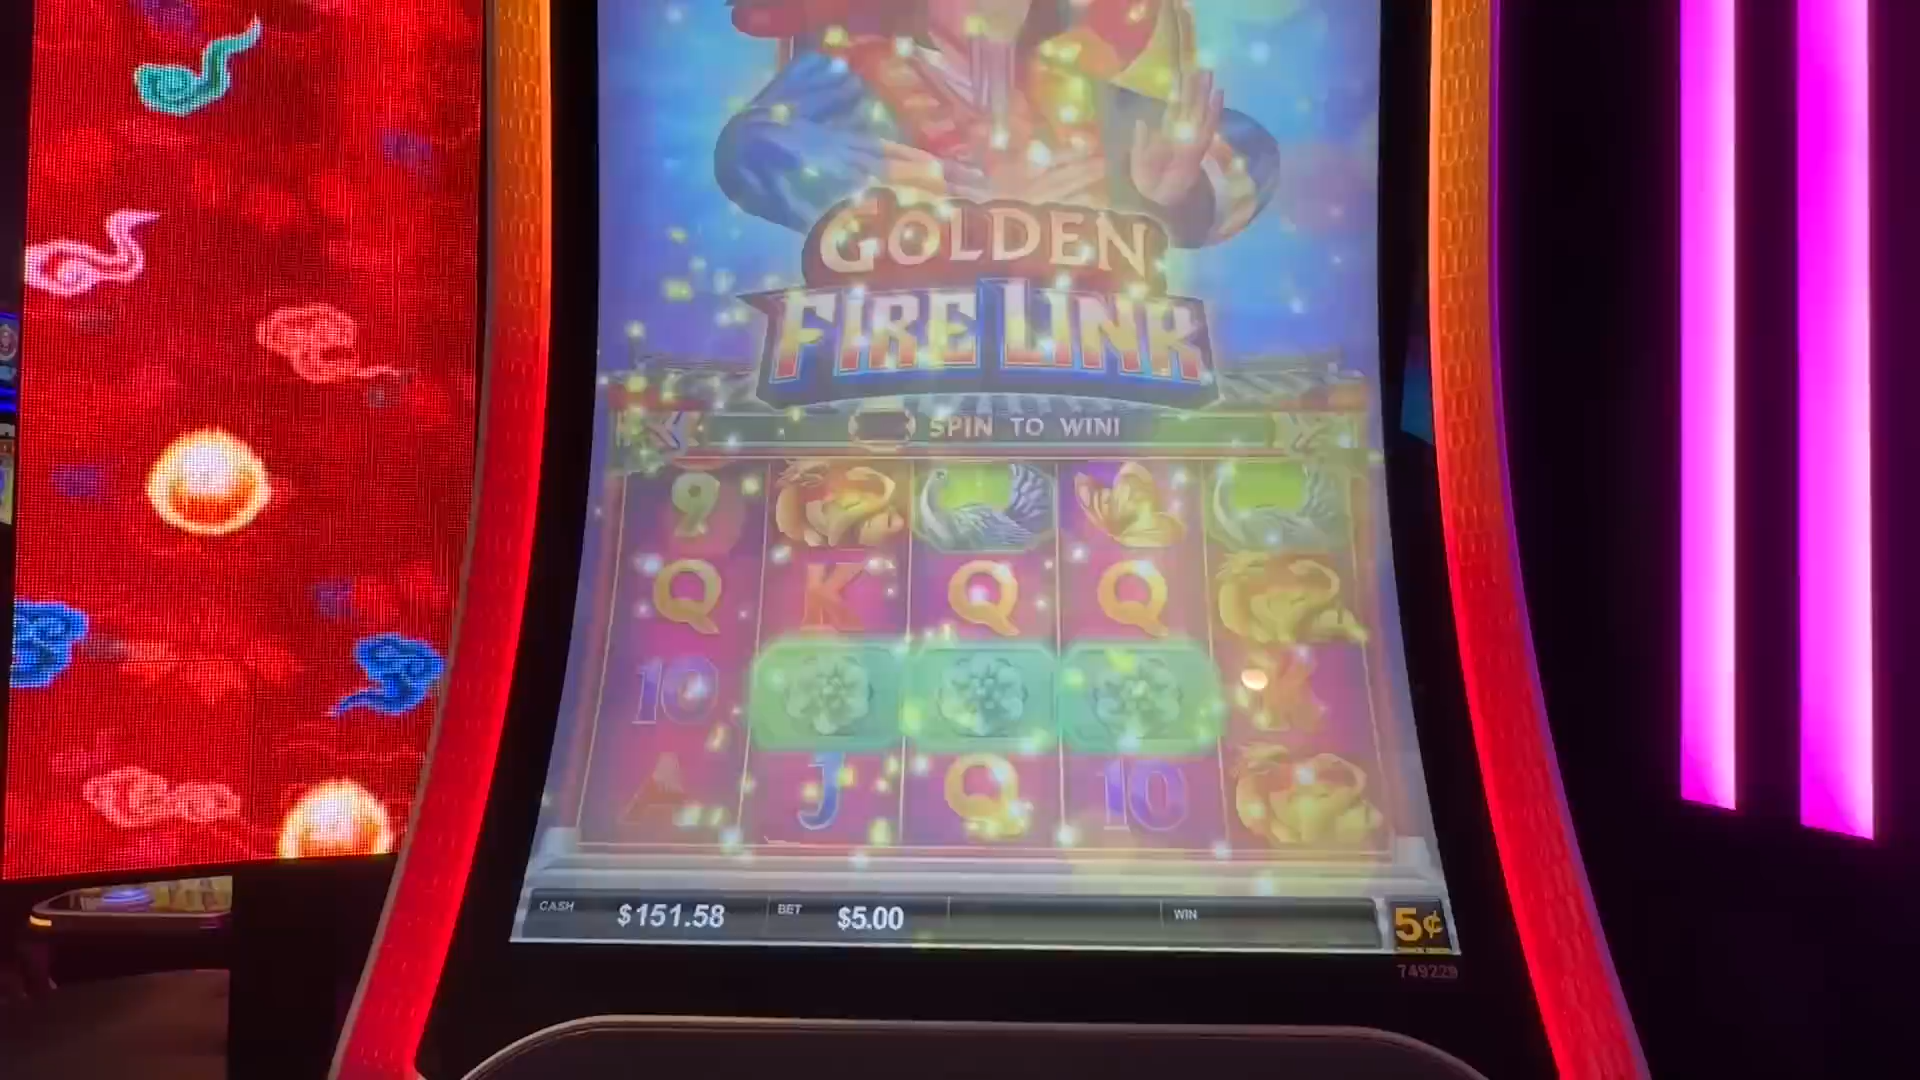 GOLDEN
FIRE LINK
SPIN TO WIN!
9
Q K Q Q
10
A J Q 10
CASH $151.58 BET $5.00 WIN 5¢
749229